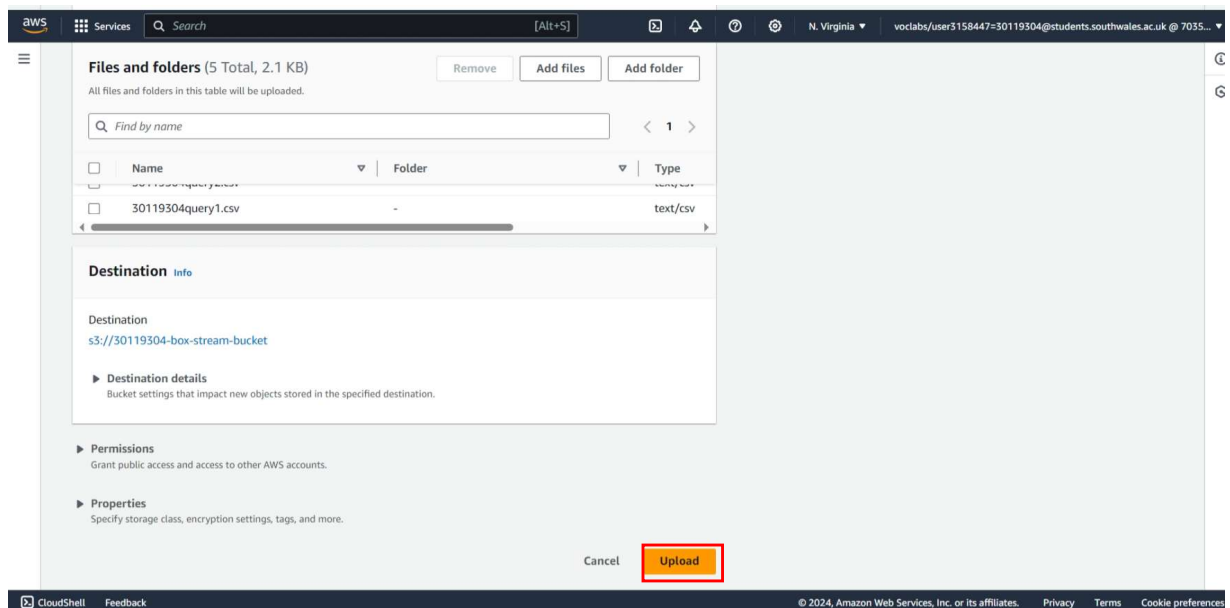 aws Services Search [Alt+S] N. Virginia voclabs/user3158447=30119304@students.southwales.ac.uk @ 7035...
Files and folders (5 Total, 2.1 KB) Remove Add files Add folder
All files and folders in this table will be uploaded.
Find by name 1
Name Folder Type
30119304query2.csv text/csv
30119304query1.csv - text/csv
Destination Info
Destination
s3://30119304-box-stream-bucket
Destination details
Bucket settings that impact new objects stored in the specified destination.
Permissions
Grant public access and access to other AWS accounts.
Properties
Specify storage class, encryption settings, tags, and more.
Cancel Upload
CloudShell Feedback © 2024, Amazon Web Services, Inc. or its affiliates. Privacy Terms Cookie preferences